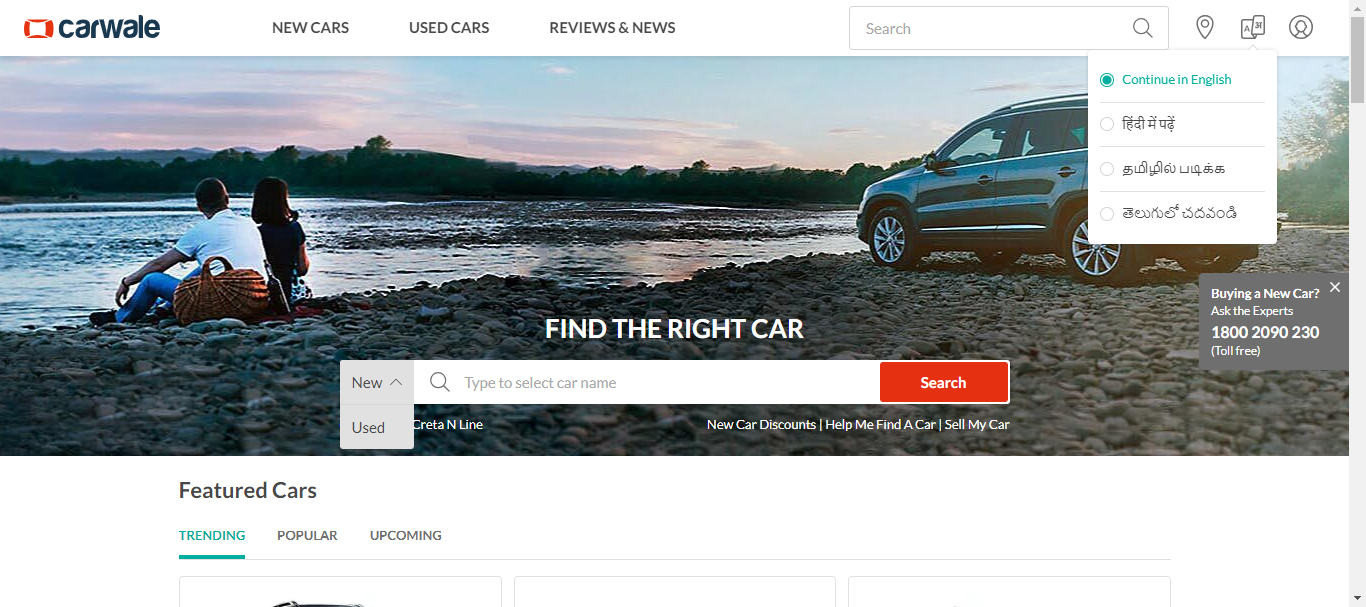 carwale
NEW CARS
USED CARS
REVIEWS & NEWS
Search
Continue in English
हिंदी में पढ़ें
தமிழில் படிக்க
తెలుగులో చదవండి
Buying a New Car?
Ask the Experts
1800 2090 230
(Toll free)
FIND THE RIGHT CAR
New
Type to select car name
Search
Used
Creta N Line
New Car Discounts | Help Me Find A Car | Sell My Car
Featured Cars
TRENDING
POPULAR
UPCOMING